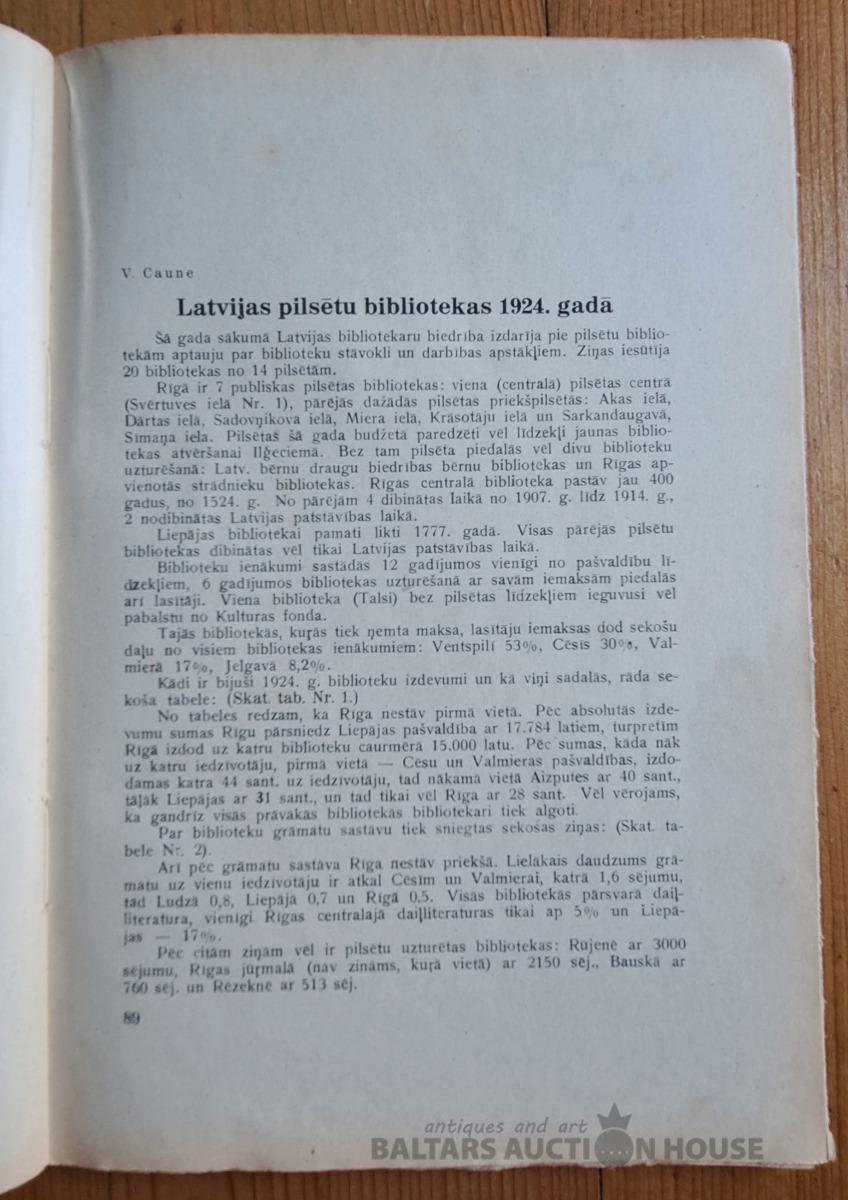 V. Caune
Latvijas pilsētu bibliotekas 1924. gadā
Šā gada sākumā Latvijas bibliotekaru biedrība izdarīja pie pilsētu biblio-
tekām aptauju par biblioteku stāvokli un darbības apstākļiem. Ziņas iesūtīja
20 bibliotekas no 14 pilsētām.
Rīgā ir 7 publiskas pilsētas bibliotekas: viena (centralā) pilsētas centrā
(Svērtuves ielā Nr. 1), pārējās dažādās pilsētas priekšpilsētās: Akas ielā,
Dārtas ielā, Sadovņikova ielā, Miera ielā, Krāsotāju ielā un Sarkandaugavā,
Sīmaņa ielā. Pilsētas šā gada budžetā paredzēti vēl līdzekļi jaunas biblio-
tekas atvēršanai Iļģeciemā. Bez tam pilsēta piedalās vēl divu biblioteku
uzturēšanā: Latv. bērnu draugu biedrības bērnu bibliotekas un Rīgas ap-
vienotās strādnieku bibliotekas. Rīgas centralā biblioteka pastāv jau 400
gadus, no 1524. g. No pārējām 4 dibinātas laikā no 1907. g. līdz 1914. g.,
2 nodibinātas Latvijas patstāvības laikā.
Liepājas bibliotekai pamati likti 1777. gadā. Visas pārējās pilsētu
bibliotekas dibinātas vēl tikai Latvijas patstāvības laikā.
Biblioteku ienākumi sastādās 12 gadījumos vienīgi no pašvaldību lī-
dzekļiem, 6 gadījumos bibliotekas uzturēšanā ar savām iemaksām piedalās
arī lasītāji. Viena biblioteka (Talsi) bez pilsētas līdzekļiem ieguvusi vēl
pabalstu no Kulturas fonda.
Tajās bibliotekās, kuŗās tiek ņemta maksa, lasītāju iemaksas dod sekošu
daļu no visiem bibliotekas ienākumiem: Ventspilī 53%, Cēsīs 30%, Val-
mierā 17%, Jelgavā 8,2%.
Kādi ir bijuši 1924. g. biblioteku izdevumi un kā viņi sadalās, rāda se-
koša tabele: (Skat. tab. Nr. 1.)
No tabeles redzam, ka Rīga nestāv pirmā vietā. Pēc absolutās izde-
vumu sumas Rīgu pārsniedz Liepājas pašvaldība ar 17.784 latiem, turpretīm
Rīgā izdod uz katru biblioteku caurmērā 15.000 latu. Pēc sumas, kāda nāk
uz katru iedzīvotāju, pirmā vietā — Cēsu un Valmieras pašvaldības, izdo-
damas katra 44 sant. uz iedzīvotāju, tad nākamā vietā Aizputes ar 40 sant.,
tāļāk Liepājas ar 31 sant., un tad tikai vēl Rīga ar 28 sant. Vēl vērojams,
ka gandrīz visās prāvākās bibliotekās bibliotekari tiek algoti.
Par biblioteku grāmatu sastāvu tiek sniegtas sekošas ziņas: (Skat. ta-
bele Nr. 2).
Arī pēc grāmatu sastāva Rīga nestāv priekšā. Lielākais daudzums grā-
matu uz vienu iedzīvotāju ir atkal Cēsīm un Valmierai, katrā 1,6 sējumu,
tad Ludzā 0,8, Liepājā 0,7 un Rīgā 0,5. Visās bibliotekās pārsvarā daiļ-
literatura, vienīgi Rīgas centralajā daiļliteraturas tikai ap 5% un Liepā-
jas — 17%.
Pēc citām ziņām vēl ir pilsētu uzturētas bibliotekas: Rūjenē ar 3000
sējumu, Rīgas jūŗmalā (nav zināms, kuŗā vietā) ar 2150 sēj., Bauskā ar
760 sēj. un Rēzeknē ar 513 sēj.
89
antiques and art
BALTARS AUCTION HOUSE